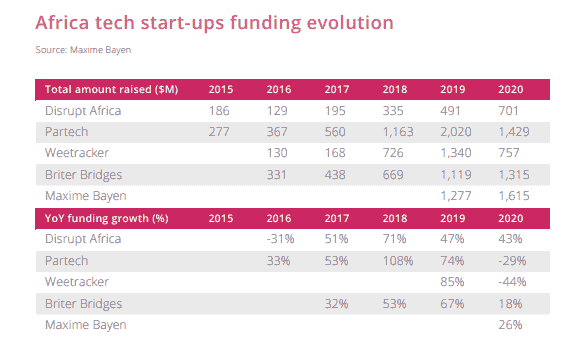 Africa tech start-ups funding evolution
Source: Maxime Bayen
Total amount raised ($M) 2015 2016 2017 2018 2019 2020
Disrupt Africa 186 129 195 335 491 701
Partech 277 367 560 1,163 2,020 1,429
Weetracker 130 168 726 1,340 757
Briter Bridges 331 438 669 1,119 1,315
Maxime Bayen 1,277 1,615
YoY funding growth (%) 2015 2016 2017 2018 2019 2020
Disrupt Africa -31% 51% 71% 47% 43%
Partech 33% 53% 108% 74% -29%
Weetracker 85% -44%
Briter Bridges 32% 53% 67% 18%
Maxime Bayen 26%